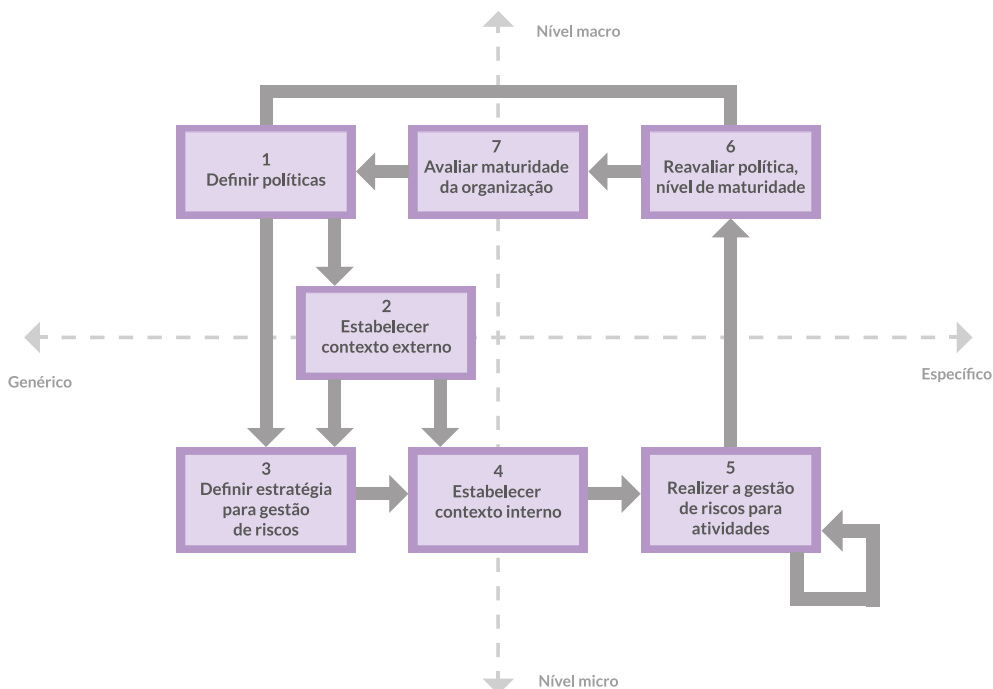 Nível macro
1
Definir políticas
7
Avaliar maturidade
da organização
6
Reavaliar política,
nível de maturidade
2
Estabelecer
contexto externo
Genérico
Específico
3
Definir estratégia
para gestão
de riscos
4
Estabelecer
contexto interno
5
Realizer a gestão
de riscos para
atividades
Nível micro